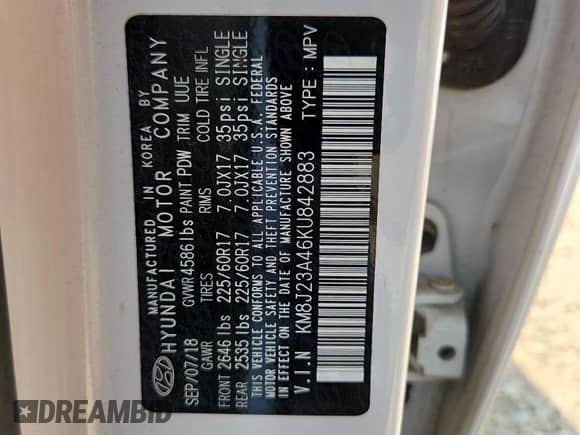 MANUFACTURED IN KOREA BY
HYUNDAI MOTOR COMPANY
SEP/07/18 GVWR 4586 lbs PAINT PDW TRIM UUE
GAWR TIRES RIMS COLD TIRE INFL
FRONT 2646 lbs 225/60R17 7.0JX17 35psi SINGLE
REAR 2535 lbs 225/60R17 7.0JX17 35psi SINGLE
THIS VEHICLE CONFORMS TO ALL APPLICABLE U.S.A. FEDERAL
MOTOR VEHICLE SAFETY AND THEFT PREVENTION STANDARDS
IN EFFECT ON THE DATE OF MANUFACTURE SHOWN ABOVE
V.I.N KM8J23A46KU842883 TYPE : MPV
DREAMBID